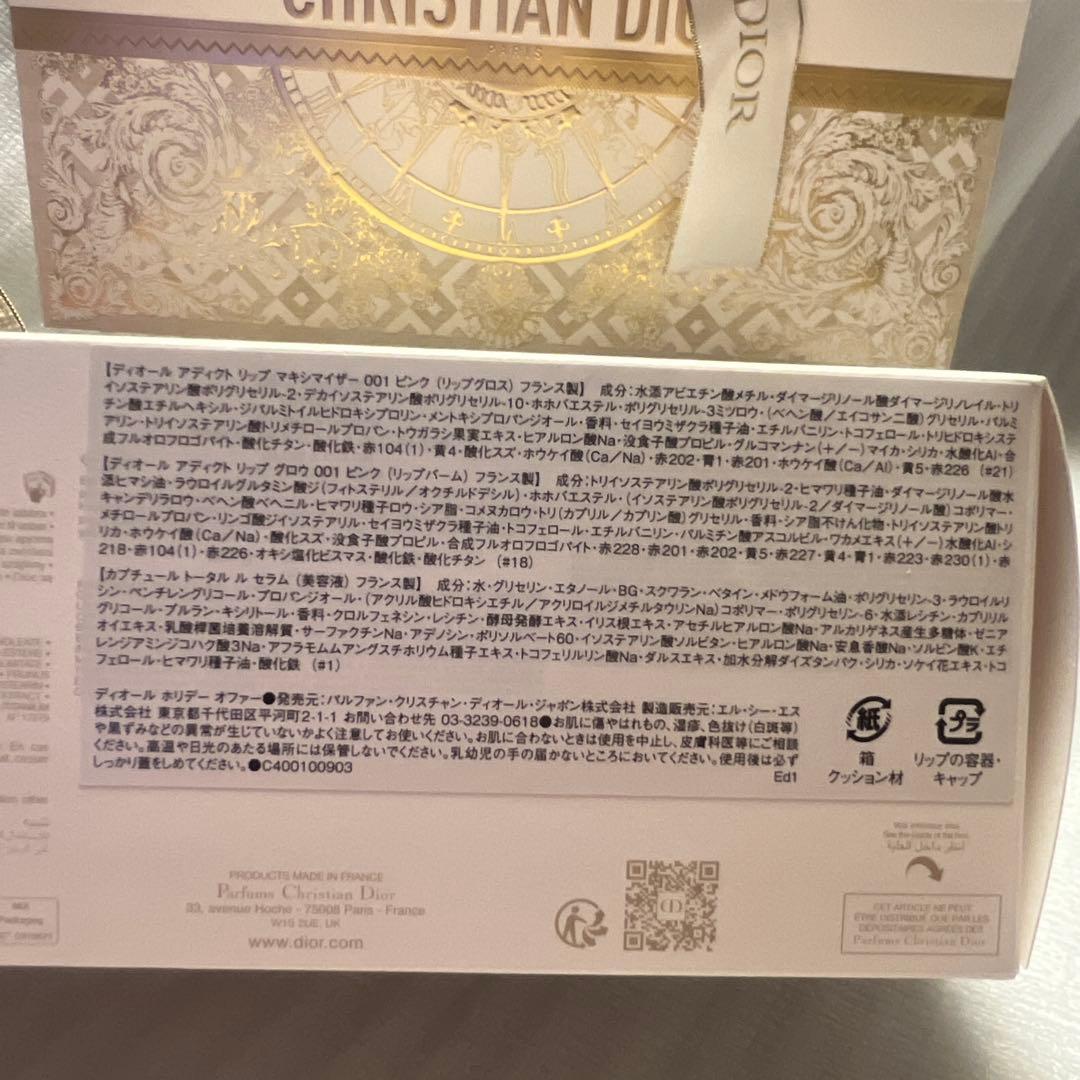 CHRISTIAN DIO
PARIS
DIOR
【ディオール アディクト リップ マキシマイザー 001 ピンク (リップグロス) フランス製】 成分:水添アビエチン酸メチル・ダイマージリノール酸ダイマージリノレイル・トリ
イソステアリン酸ポリグリセリル-2・デカイソステアリン酸ポリグリセリル-10・ホホバエステル・ポリグリセリル-3ミツロウ・(ベヘン酸/エイコサン二酸)グリセリル・パルミ
チン酸エチルヘキシル・ジパルミトイルヒドロキシプロリン・メントキシプロパンジオール・香料・セイヨウミザクラ種子油・エチルバニリン・トコフェロール・トリヒドロキシステ
アリン・トリイソステアリン酸トリメチロールプロパン・トウガラシ果実エキス・ヒアルロン酸Na・没食子酸プロピル・グルコマンナン(+/-)マイカ・シリカ・水酸化Al・合
成フルオロフロゴパイト・酸化チタン・酸化鉄・赤104(1)・黄4・酸化スズ・ホウケイ酸(Ca/Na)・赤202・青1・赤201・ホウケイ酸(Ca/Al)・黄5・赤226 (#21)
【ディオール アディクト リップ グロウ 001 ピンク (リップバーム) フランス製】 成分:トリイソステアリン酸ポリグリセリル-2・ヒマワリ種子油・ダイマージリノール酸水
添ヒマシ油・ラウロイルグルタミン酸ジ(フィトステリル/オクチルドデシル)・ホホバエステル・(イソステアリン酸ポリグリセリル-2/ダイマージリノール酸)コポリマー・
キャンデリラロウ・ベヘン酸ベヘニル・ヒマワリ種子ロウ・シア脂・コメヌカロウ・トリ(カプリル/カプリン酸)グリセリル・香料・シア脂不けん化物・トリイソステアリン酸トリ
メチロールプロパン・リンゴ酸ジイソステアリル・セイヨウミザクラ種子油・トコフェロール・エチルバニリン・パルミチン酸アスコルビル・ワカメエキス(+/-)水酸化Al・シ
リカ・ホウケイ酸(Ca/Na)・酸化スズ・没食子酸プロピル・合成フルオロフロゴパイト・赤228・赤201・赤202・黄5・赤227・黄4・青1・赤223・赤230(1)・赤
218・赤104(1)・赤226・オキシ塩化ビスマス・酸化鉄・酸化チタン (#18)
【カプチュール トータル ル セラム (美容液) フランス製】 成分:水・グリセリン・エタノール・BG・スクワラン・ベタイン・メドウフォーム油・ポリグリセリン-3・ラウロイルリ
シン・ペンチレングリコール・プロパンジオール・(アクリル酸ヒドロキシエチル/アクリロイルジメチルタウリンNa)コポリマー・ポリグリセリン-6・水添レシチン・カプリリル
グリコール・プルラン・キシリトール・香料・クロルフェネシン・レシチン・酵母発酵エキス・イリス根エキス・アセチルヒアルロン酸Na・アルカリゲネス産生多糖体・ゼニア
オイエキス・乳酸桿菌培養溶解質・サーファクチンNa・アデノシン・ポリソルベート60・イソステアリン酸ソルビタン・ヒアルロン酸Na・安息香酸Na・ソルビン酸K・エチ
レンジアミンジコハク酸3Na・アフラモムムアングスチホリウム種子エキス・トコフェリルリン酸Na・ダルスエキス・加水分解ダイズタンパク・シリカ・ソケイ花エキス・トコ
フェロール・ヒマワリ種子油・酸化鉄 (#1)
ディオール ホリデー オファー●発売元:パルファン・クリスチャン・ディオール・ジャポン株式会社 製造販売元:エル・シー・エス
株式会社 東京都千代田区平河町2-1-1 お問い合わせ先 03-3239-0618●お肌に傷やはれもの、湿疹、色抜け(白斑等)
や黒ずみなどの異常が生じていないかよく注意してお使いください。お肌に合わないときは使用を中止し、皮膚科医等にご相談
ください。高温や日光のあたる場所には保管しないでください。乳幼児の手の届かないところにおいてください。使用後は必ず
しっかり蓋をしめてください。●C400100903
Ed1
紙
箱
クッション材
プラ
リップの容器・
キャップ
PRODUCTS MADE IN FRANCE
Parfums Christian Dior
33, avenue Hoche - 75008 Paris - France
W1S 2UE, UK
www.dior.com
CD
CET ARTICLE NE PEUT
ÊTRE DISTRIBUÉ QUE PAR LES
DÉPOSITAIRES AGRÉÉS DES
Parfums Christian Dior